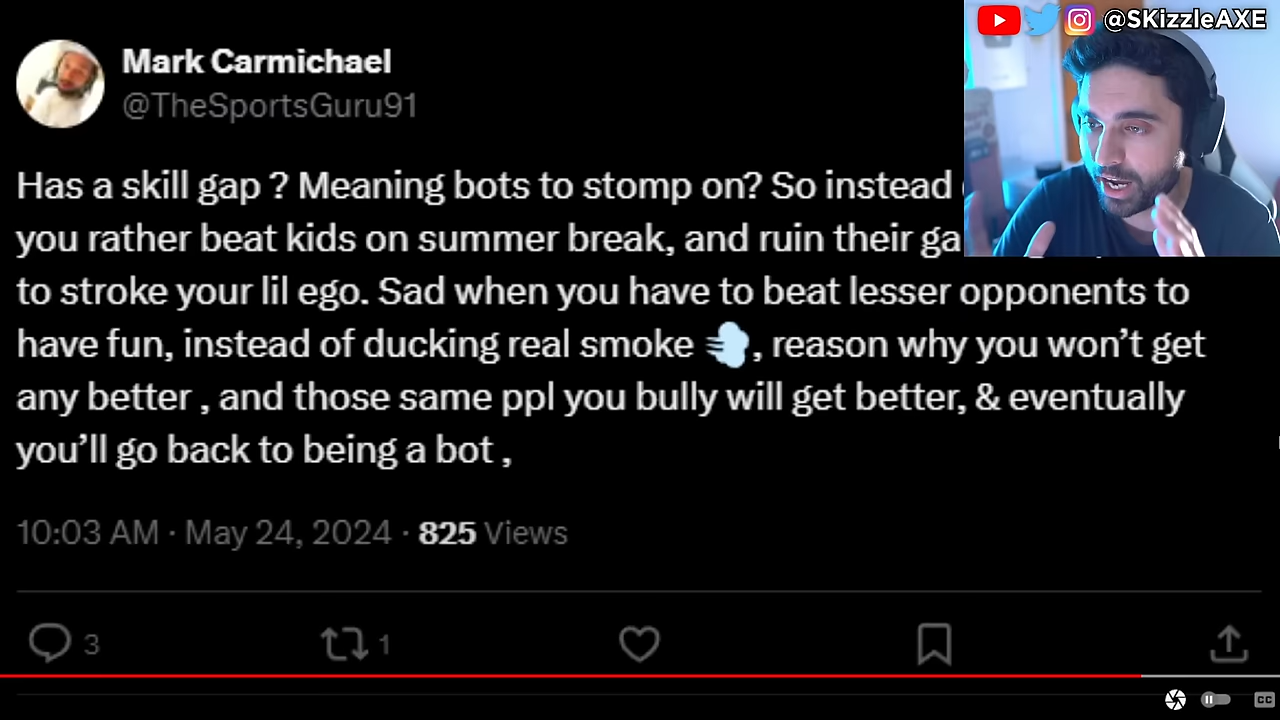 @SKizzleAXE
Mark Carmichael
@TheSportsGuru91
Has a skill gap ? Meaning bots to stomp on? So instead
you rather beat kids on summer break, and ruin their
to stroke your lil ego. Sad when you have to beat lesser opponents to
have fun, instead of ducking real smoke 💨, reason why you won’t get
any better , and those same ppl you bully will get better, & eventually
you’ll go back to being a bot ,
10:03 AM · May 24, 2024 · 825 Views
3
1
CC